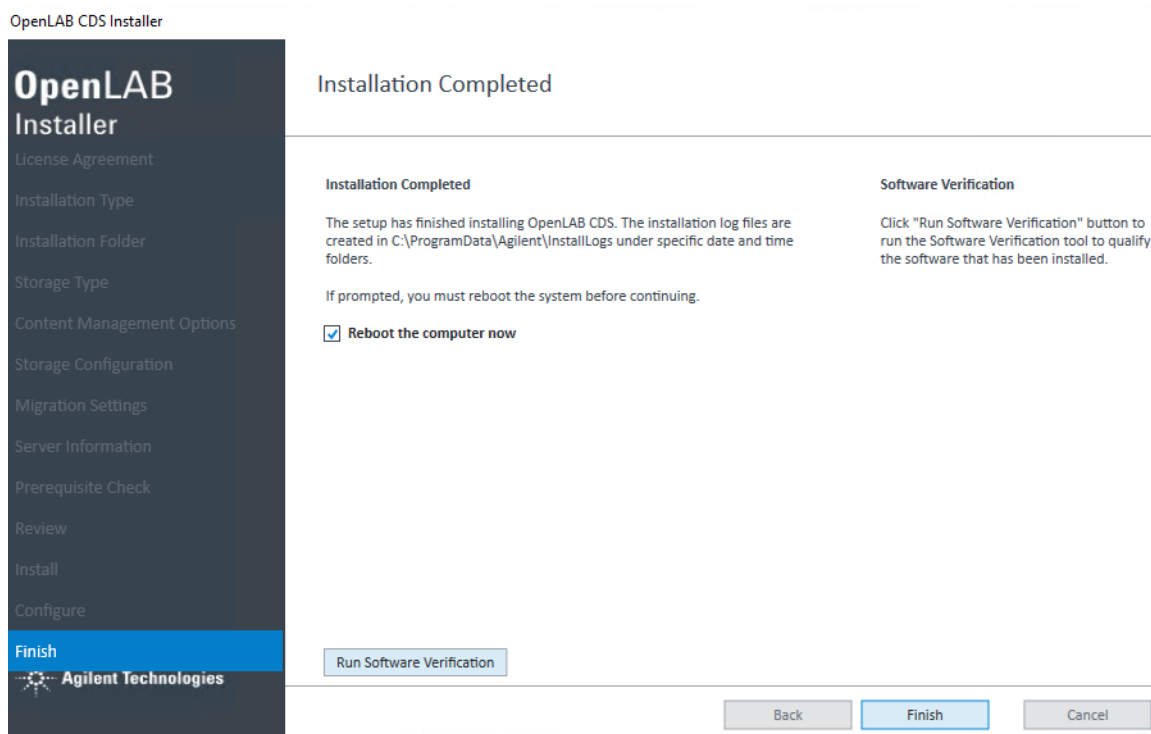 OpenLAB CDS Installer
OpenLAB
Installer
License Agreement
Installation Type
Installation Folder
Storage Type
Content Management Options
Storage Configuration
Migration Settings
Server Information
Prerequisite Check
Review
Install
Configure
Finish
Agilent Technologies
Installation Completed
Installation Completed
The setup has finished installing OpenLAB CDS. The installation log files are
created in C:\ProgramData\Agilent\InstallLogs under specific date and time
folders.
If prompted, you must reboot the system before continuing.
Reboot the computer now
Software Verification
Click "Run Software Verification" button to
run the Software Verification tool to qualify
the software that has been installed.
Run Software Verification
Back
Finish
Cancel